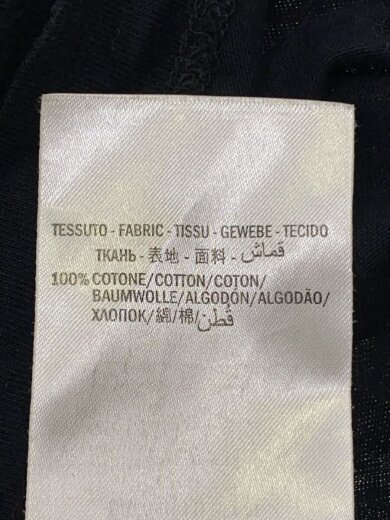 TESSUTO - FABRIC - TISSU - GEWEBE - TECIDO
ТКАНЬ - 表地 - 面料 - قماش
100% COTONE/COTTON/COTON/
BAUMWOLLE/ALGODÓN/ALGODÃO/
ХЛОПОК/綿/棉/قطن